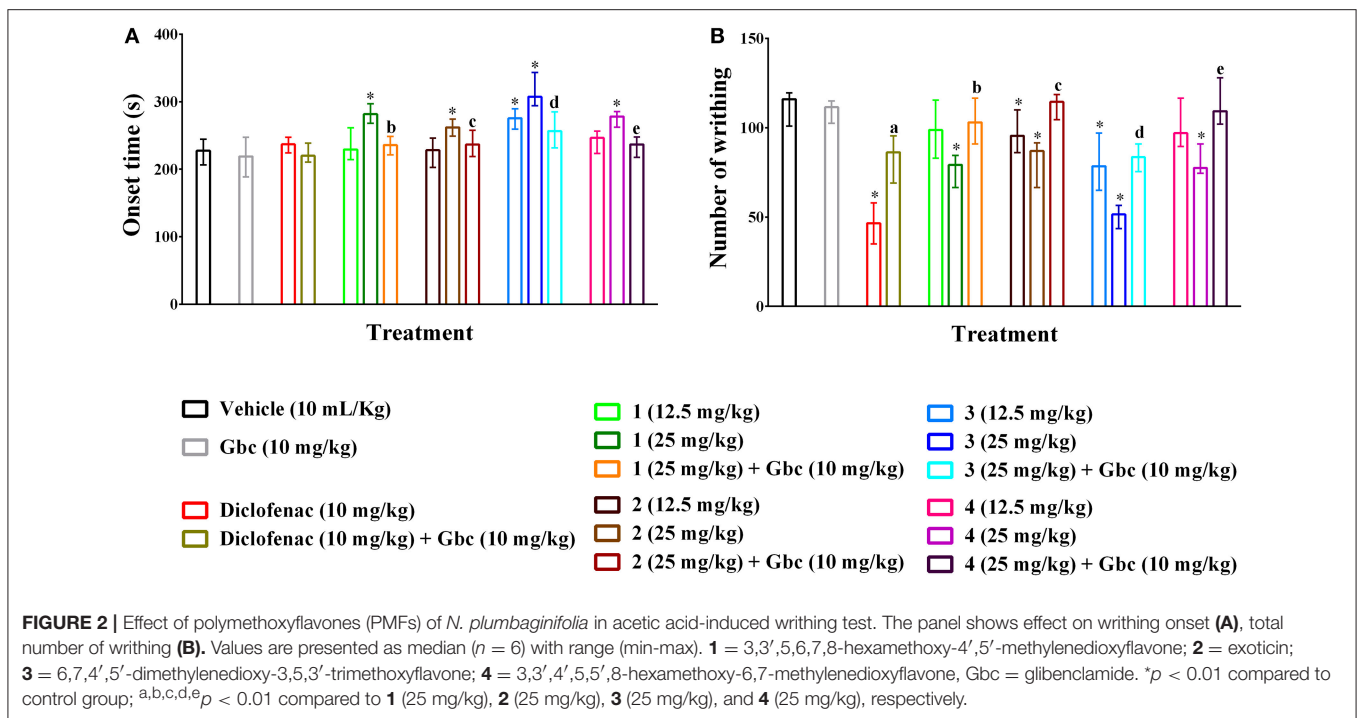 A
B
400
300
200
100
0
Onset time (s)
* b * c * * d * e
Treatment
150
100
50
0
Number of writhing
* a * b * * c * * d * e
Treatment
Vehicle (10 mL/Kg)
Gbc (10 mg/kg)
Diclofenac (10 mg/kg)
Diclofenac (10 mg/kg) + Gbc (10 mg/kg)
1 (12.5 mg/kg)
1 (25 mg/kg)
1 (25 mg/kg) + Gbc (10 mg/kg)
2 (12.5 mg/kg)
2 (25 mg/kg)
2 (25 mg/kg) + Gbc (10 mg/kg)
3 (12.5 mg/kg)
3 (25 mg/kg)
3 (25 mg/kg) + Gbc (10 mg/kg)
4 (12.5 mg/kg)
4 (25 mg/kg)
4 (25 mg/kg) + Gbc (10 mg/kg)
FIGURE 2 | Effect of polymethoxyflavones (PMFs) of N. plumbaginifolia in acetic acid-induced writhing test. The panel shows effect on writhing onset (A), total
number of writhing (B). Values are presented as median (n = 6) with range (min-max). 1 = 3,3′,5,6,7,8-hexamethoxy-4′,5′-methylenedioxyflavone; 2 = exoticin;
3 = 6,7,4′,5′-dimethylenedioxy-3,5,3′-trimethoxyflavone; 4 = 3,3′,4′,5,5′,8-hexamethoxy-6,7-methylenedioxyflavone, Gbc = glibenclamide. *p < 0.01 compared to
control group; a,b,c,d,ep < 0.01 compared to 1 (25 mg/kg), 2 (25 mg/kg), 3 (25 mg/kg), and 4 (25 mg/kg), respectively.